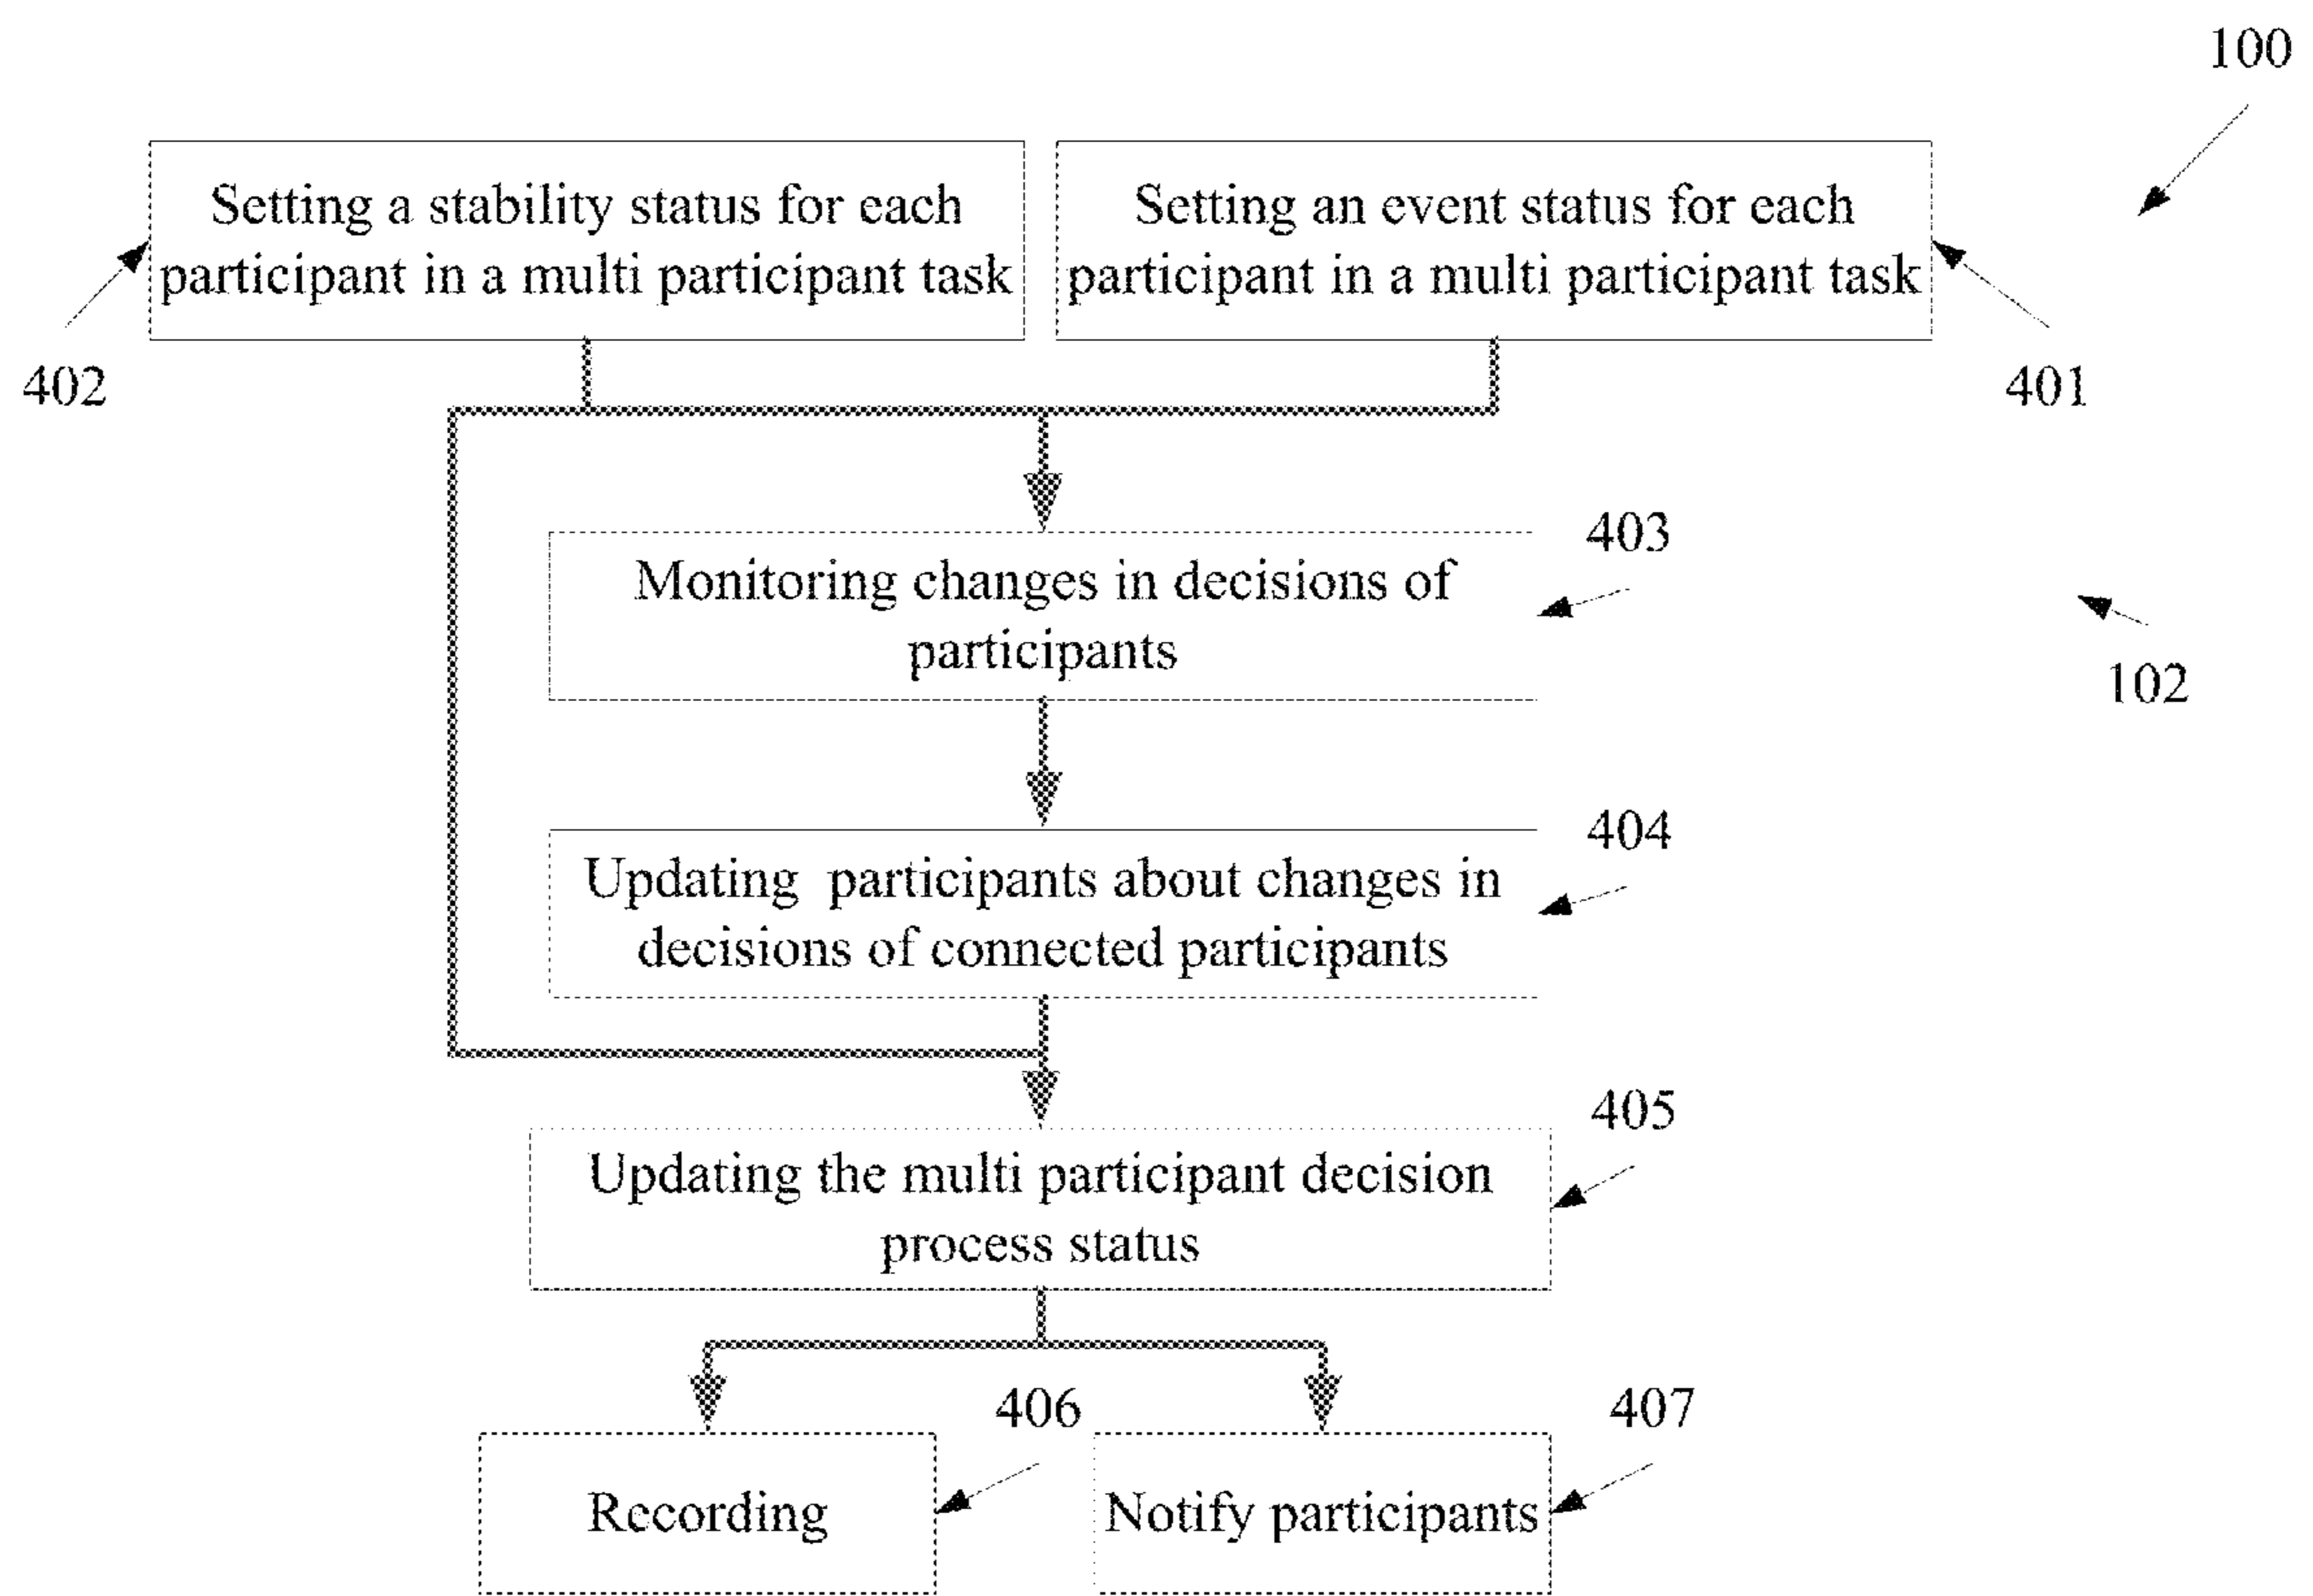 100
Setting a stability status for each
participant in a multi participant task
Setting an event status for each
participant in a multi participant task
402
401
403
Monitoring changes in decisions of
participants
102
404
Updating participants about changes in
decisions of connected participants
405
Updating the multi participant decision
process status
406
407
Recording
Notify participants